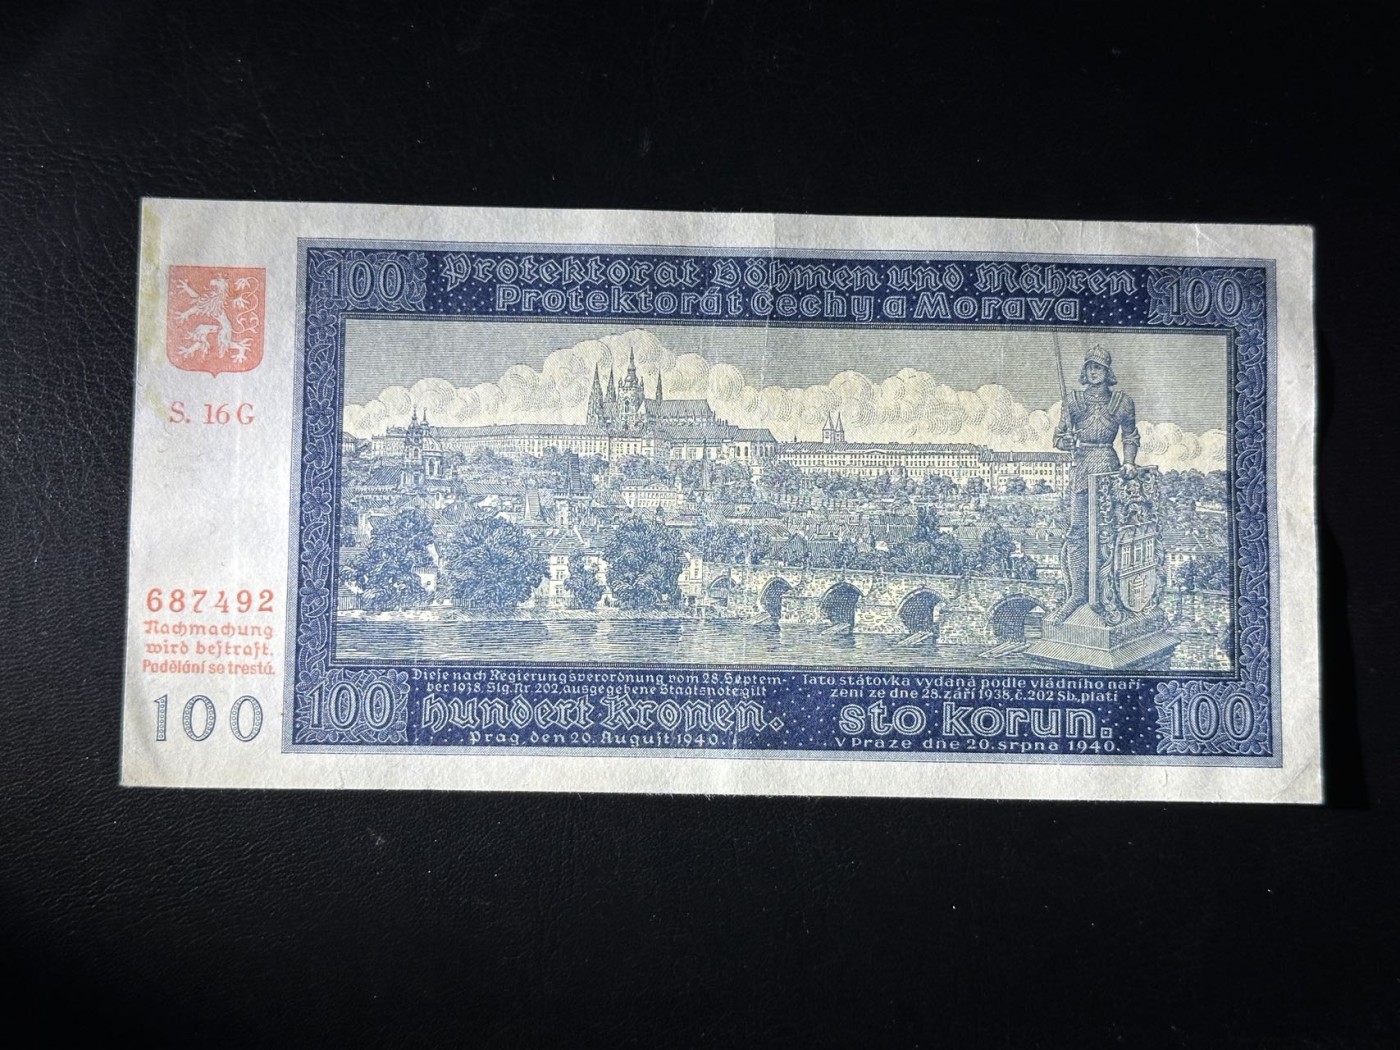 100 Protektorat Böhmen und Mähren 100
Protektorát Čechy a Morava
S. 16 G
687492
Nachmachung
wird bestraft.
Padělání se trestá.
100
Diese nach Regierungsverordnung vom 28. Septem-
ber 1938, Slg. Nr. 202, ausgegebene Staatsnote gilt
hundert Kronen.
Prag, den 20. August 1940.
Tato státovka vydaná podle vládního naří-
zení ze dne 28. září 1938, č. 202 Sb. platí
sto korun.
V Praze dne 20. srpna 1940.
100 100